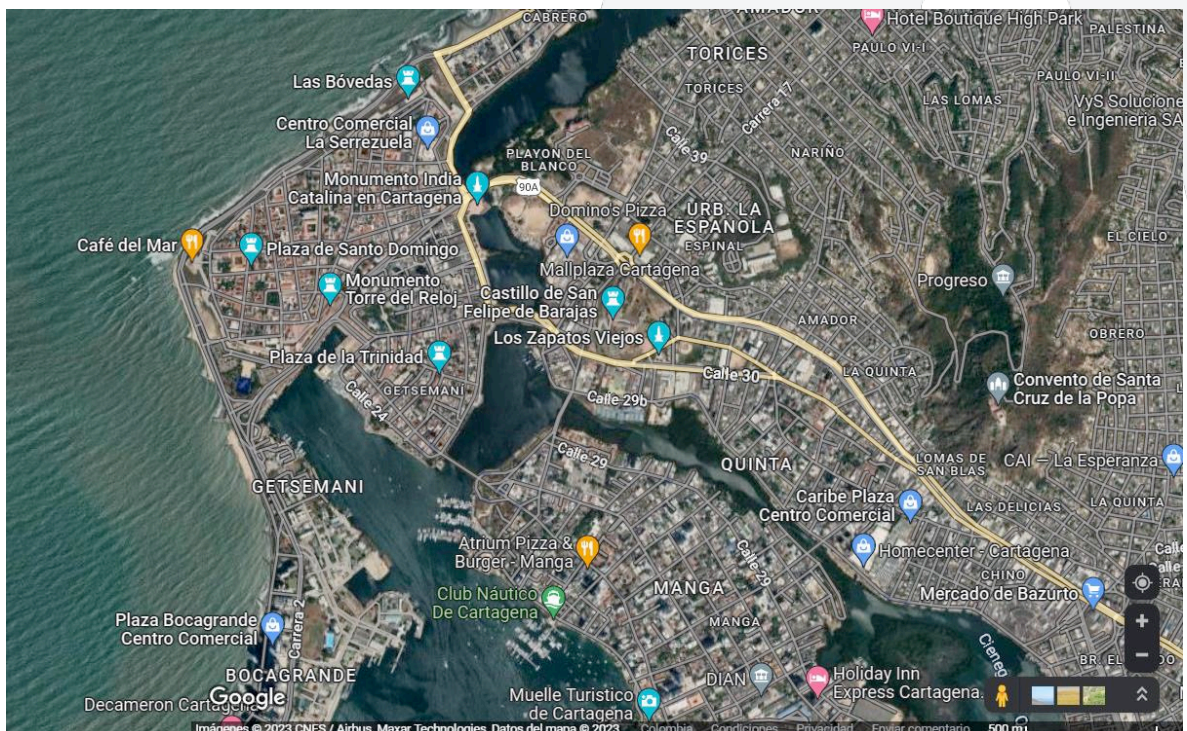 CABRERO
Hotel Boutique High Park
TORICES
PAULO VI-I
PALESTINA
Las Bóvedas
TORICES
Carrera 17
PAULO VI-II
LAS LOMAS
VyS Solucione
e Ingenieria SA
Centro Comercial
La Serrezuela
Calle 39
NARIÑO
PLAYON DEL
BLANCO
Monumento India
Catalina en Cartagena
90A
Domino's Pizza
URB. LA
ESPAÑOLA
ESPINAL
Café del Mar
Plaza de Santo Domingo
EL CIELO
Mallplaza Cartagena
Monumento
Torre del Reloj
Castillo de San
Felipe de Barajas
Progreso
AMADOR
OBRERO
Los Zapatos Viejos
Plaza de la Trinidad
GETSEMANÍ
Calle 24
Calle 30
LA QUINTA
Convento de Santa
Cruz de la Popa
Calle 29b
Calle 29
QUINTA
LOMAS DE
SAN BLAS
CAI – La Esperanza
GETSEMANI
Caribe Plaza
Centro Comercial
LAS DELICIAS
LA QUINTA
Atrium Pizza &
Burger - Manga
Calle 29
Homecenter - Cartagena
Calle
CHINO
MANGA
Mercado de Bazurto
Club Náutico
De Cartagena
Plaza Bocagrande
Centro Comercial
Carrera 2
MANGA
BOCAGRANDE
DIAN
Holiday Inn
Express Cartagena...
Google
Muelle Turistico
de Cartagena
Imágenes © 2023 CNES / Airbus, Maxar Technologies, Datos del mapa © 2023 Colombia Condiciones Privacidad Enviar comentario 500 m